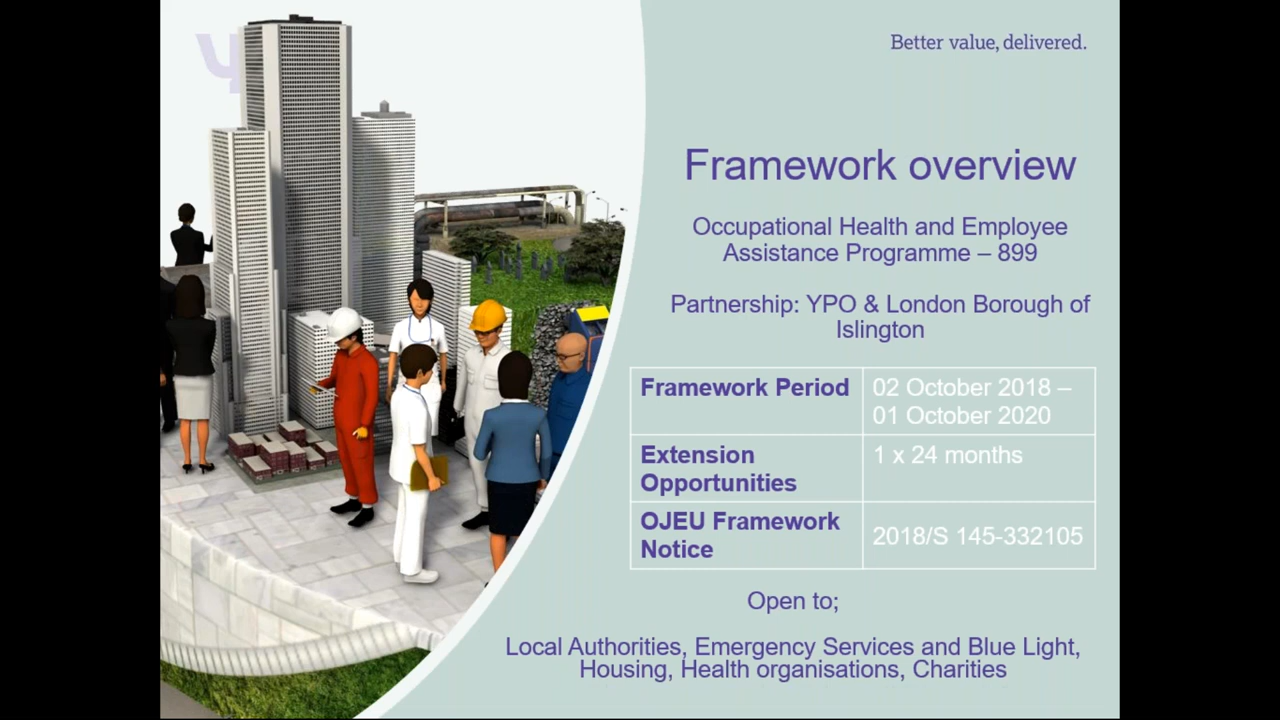 Better value, delivered.
Framework overview
Occupational Health and Employee
Assistance Programme – 899
Partnership: YPO & London Borough of
Islington
Framework Period
02 October 2018 –
01 October 2020
Extension
Opportunities
1 x 24 months
OJEU Framework
Notice
2018/S 145-332105
Open to;
Local Authorities, Emergency Services and Blue Light,
Housing, Health organisations, Charities